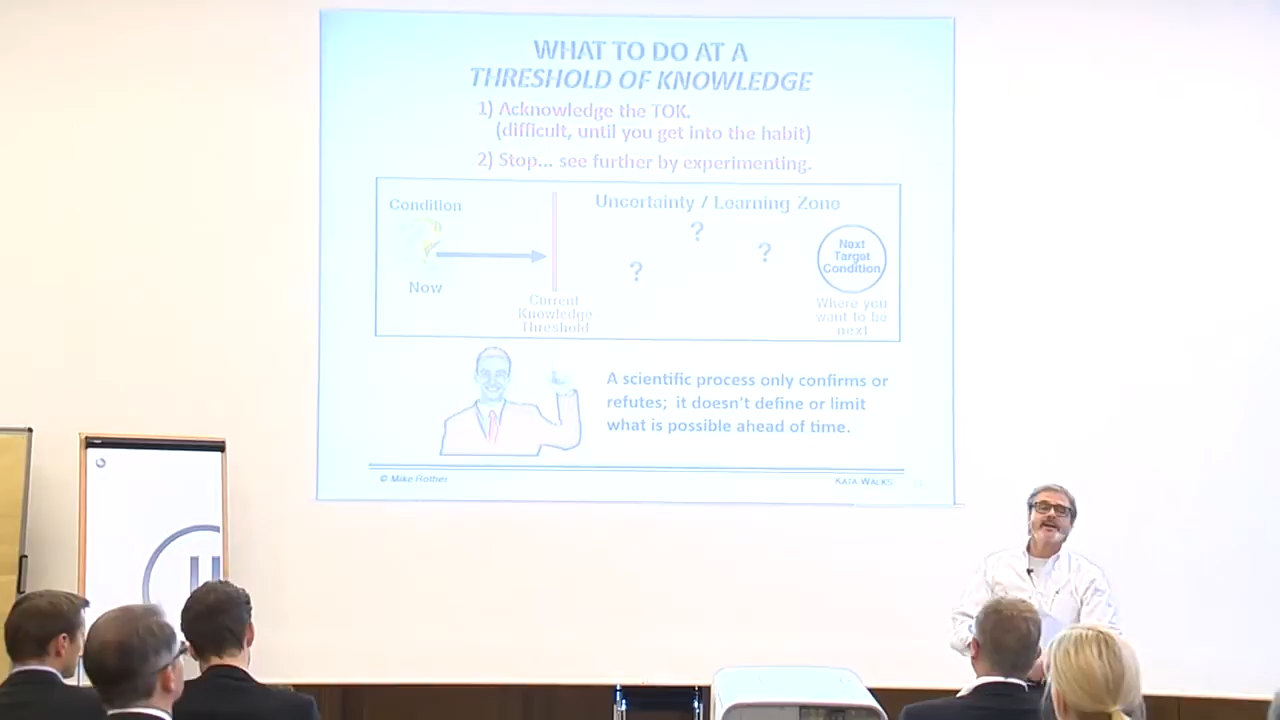 WHAT TO DO AT A
THRESHOLD OF KNOWLEDGE
1) Acknowledge the TOK.
(difficult, until you get into the habit)
2) Stop... see further by experimenting.
Condition
Now
Current
Knowledge
Threshold
Uncertainty / Learning Zone
?
?
?
Next
Target
Condition
Where you
want to be
next
A scientific process only confirms or
refutes; it doesn't define or limit
what is possible ahead of time.
© Mike Rother
KATA WALKS